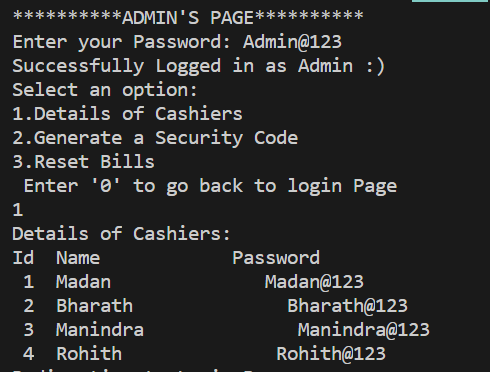 **********ADMIN'S PAGE**********
Enter your Password: Admin@123
Successfully Logged in as Admin :)
Select an option:
1.Details of Cashiers
2.Generate a Security Code
3.Reset Bills
 Enter '0' to go back to login Page
1
Details of Cashiers:
Id  Name            Password
 1  Madan              Madan@123
 2  Bharath              Bharath@123
 3  Manindra              Manindra@123
 4  Rohith              Rohith@123